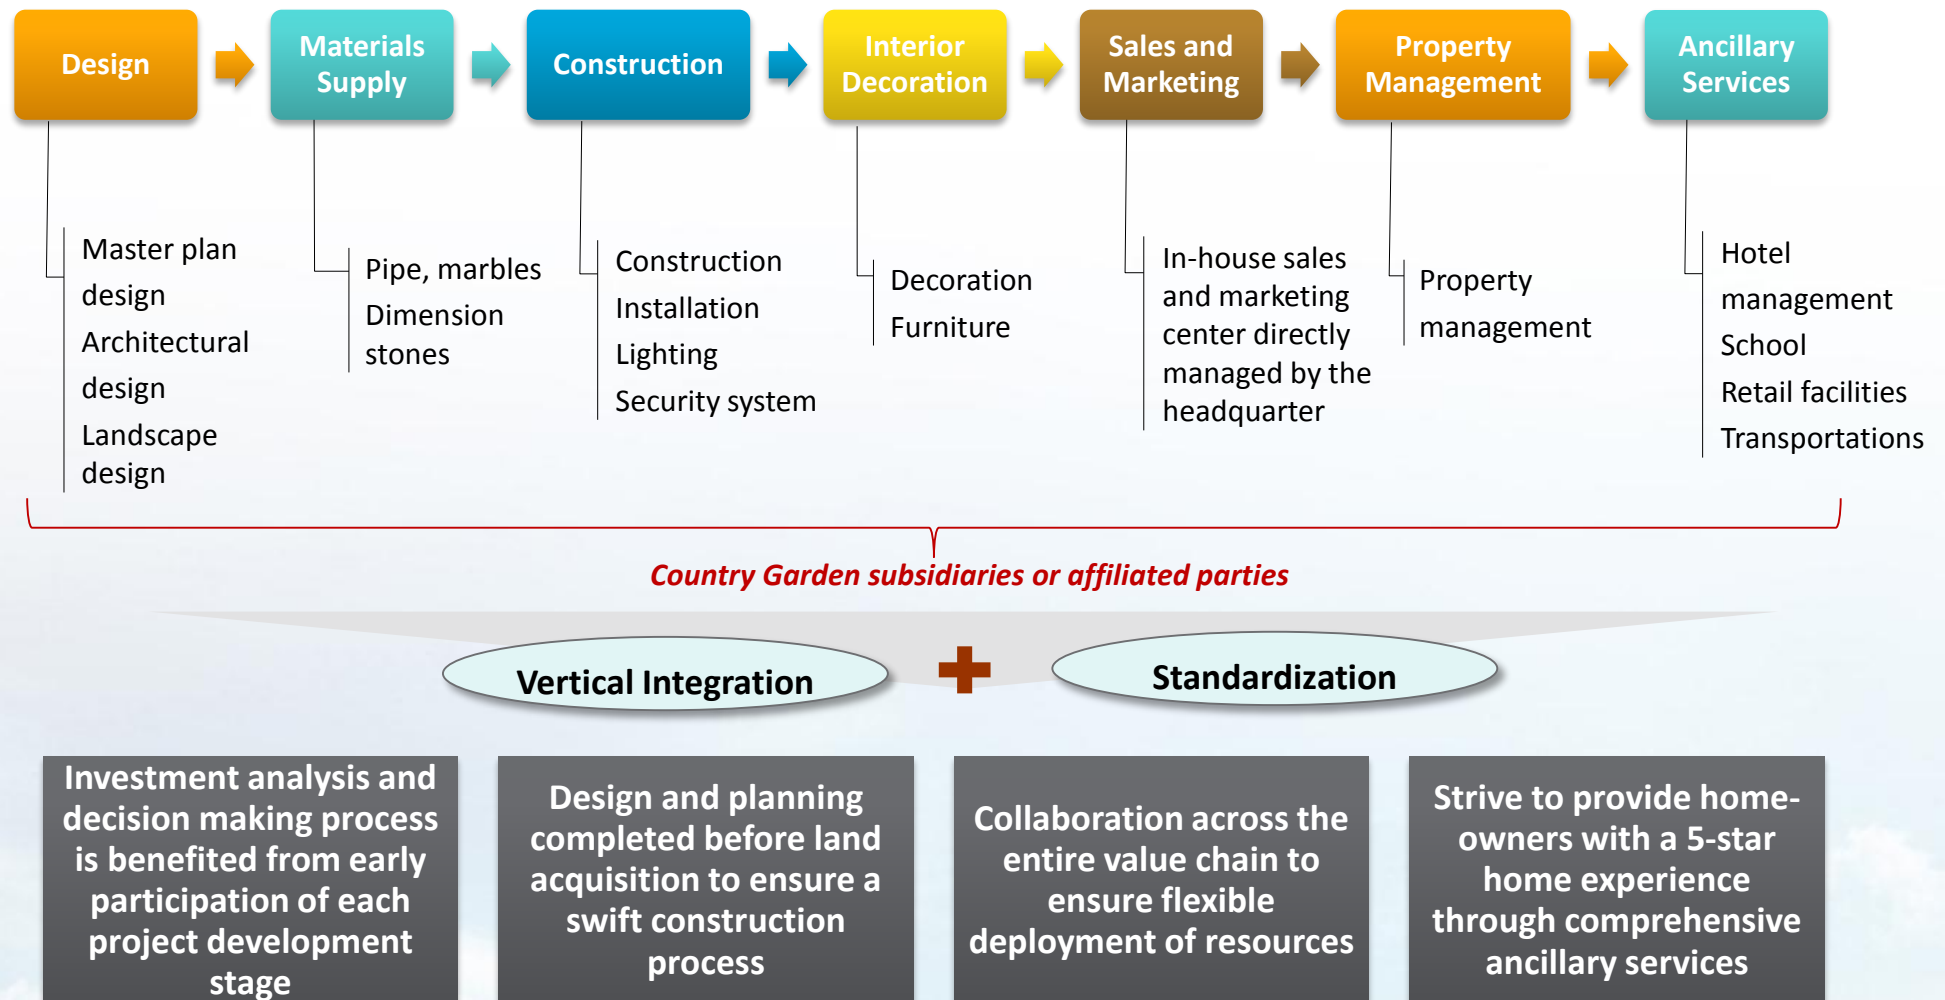 Design
Materials
Supply
Construction
Interior
Decoration
Sales and
Marketing
Property
Management
Ancillary
Services
Master plan
design
Architectural
design
Landscape
design
Pipe, marbles
Dimension
stones
Construction
Installation
Lighting
Security system
Decoration
Furniture
In-house sales
and marketing
center directly
managed by the
headquarter
Property
management
Hotel
management
School
Retail facilities
Transportations
Country Garden subsidiaries or affiliated parties
Vertical Integration
Standardization
Investment analysis and
decision making process
is benefited from early
participation of each
project development
stage
Design and planning
completed before land
acquisition to ensure a
swift construction
process
Collaboration across the
entire value chain to
ensure flexible
deployment of resources
Strive to provide home-
owners with a 5-star
home experience
through comprehensive
ancillary services